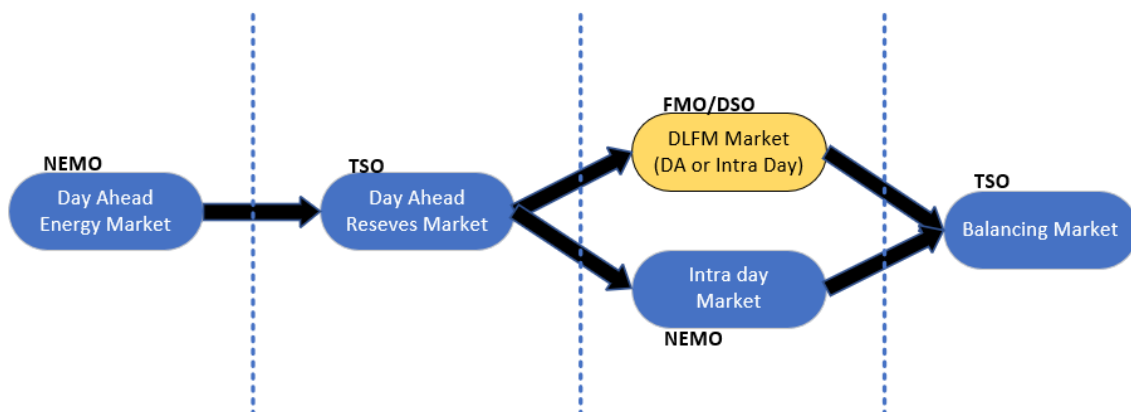 NEMO
Day Ahead
Energy Market
TSO
Day Ahead
Reseves Market
FMO/DSO
DLFM Market
(DA or Intra Day)
Intra day
Market
NEMO
TSO
Balancing Market